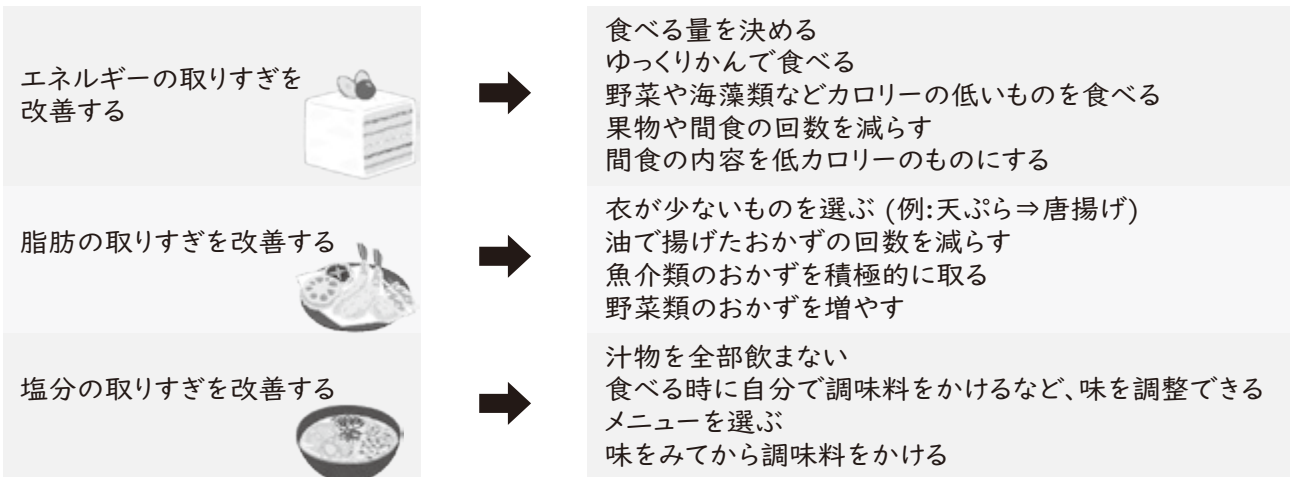 エネルギーの取りすぎを
改善する
食べる量を決める
ゆっくりかんで食べる
野菜や海藻類などカロリーの低いものを食べる
果物や間食の回数を減らす
間食の内容を低カロリーのものにする
脂肪の取りすぎを改善する
衣が少ないものを選ぶ (例:天ぷら⇒唐揚げ)
油で揚げたおかずの回数を減らす
魚介類のおかずを積極的に取る
野菜類のおかずを増やす
塩分の取りすぎを改善する
汁物を全部飲まない
食べる時に自分で調味料をかけるなど、味を調整できる
メニューを選ぶ
味をみてから調味料をかける